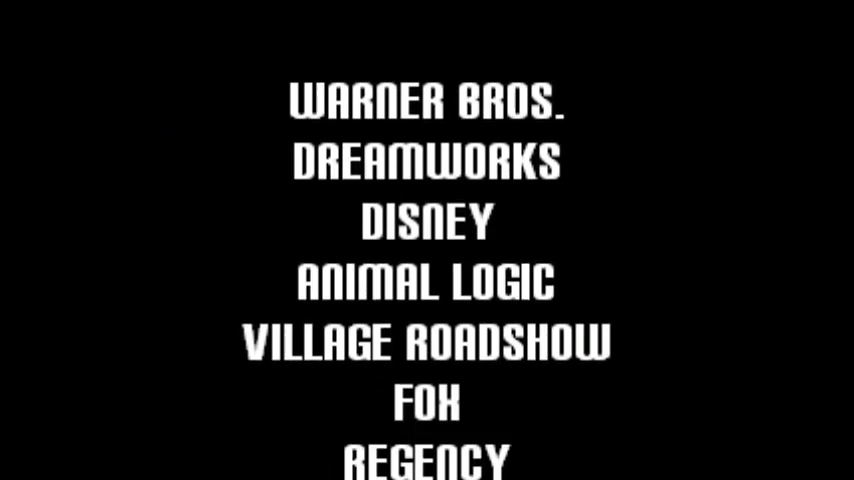 WARNER BROS.
DREAMWORKS
DISNEY
ANIMAL LOGIC
VILLAGE ROADSHOW
FOX
REGENCY